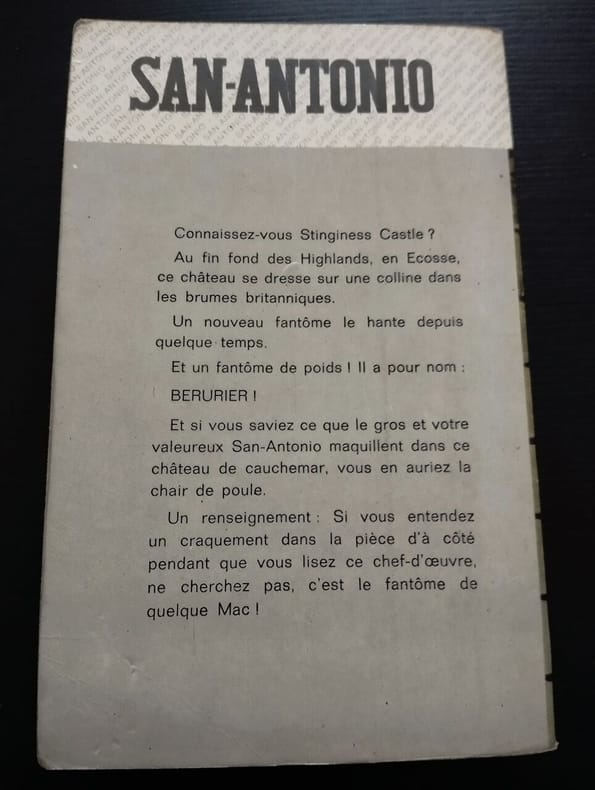 SAN-ANTONIO
Connaissez-vous Stinginess Castle ?
Au fin fond des Highlands, en Ecosse,
ce château se dresse sur une colline dans
les brumes britanniques.
Un nouveau fantôme le hante depuis
quelque temps.
Et un fantôme de poids ! Il a pour nom :
BERURIER !
Et si vous saviez ce que le gros et votre
valeureux San-Antonio maquillent dans ce
château de cauchemar, vous en auriez la
chair de poule.
Un renseignement : Si vous entendez
un craquement dans la pièce d'à côté
pendant que vous lisez ce chef-d'œuvre,
ne cherchez pas, c'est le fantôme de
quelque Mac !